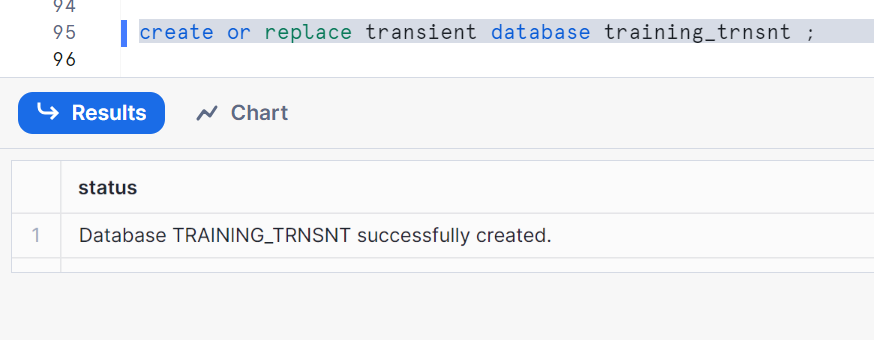 94
95 create or replace transient database training_trnsnt ;
96
Results Chart
status
1 Database TRAINING_TRNSNT successfully created.